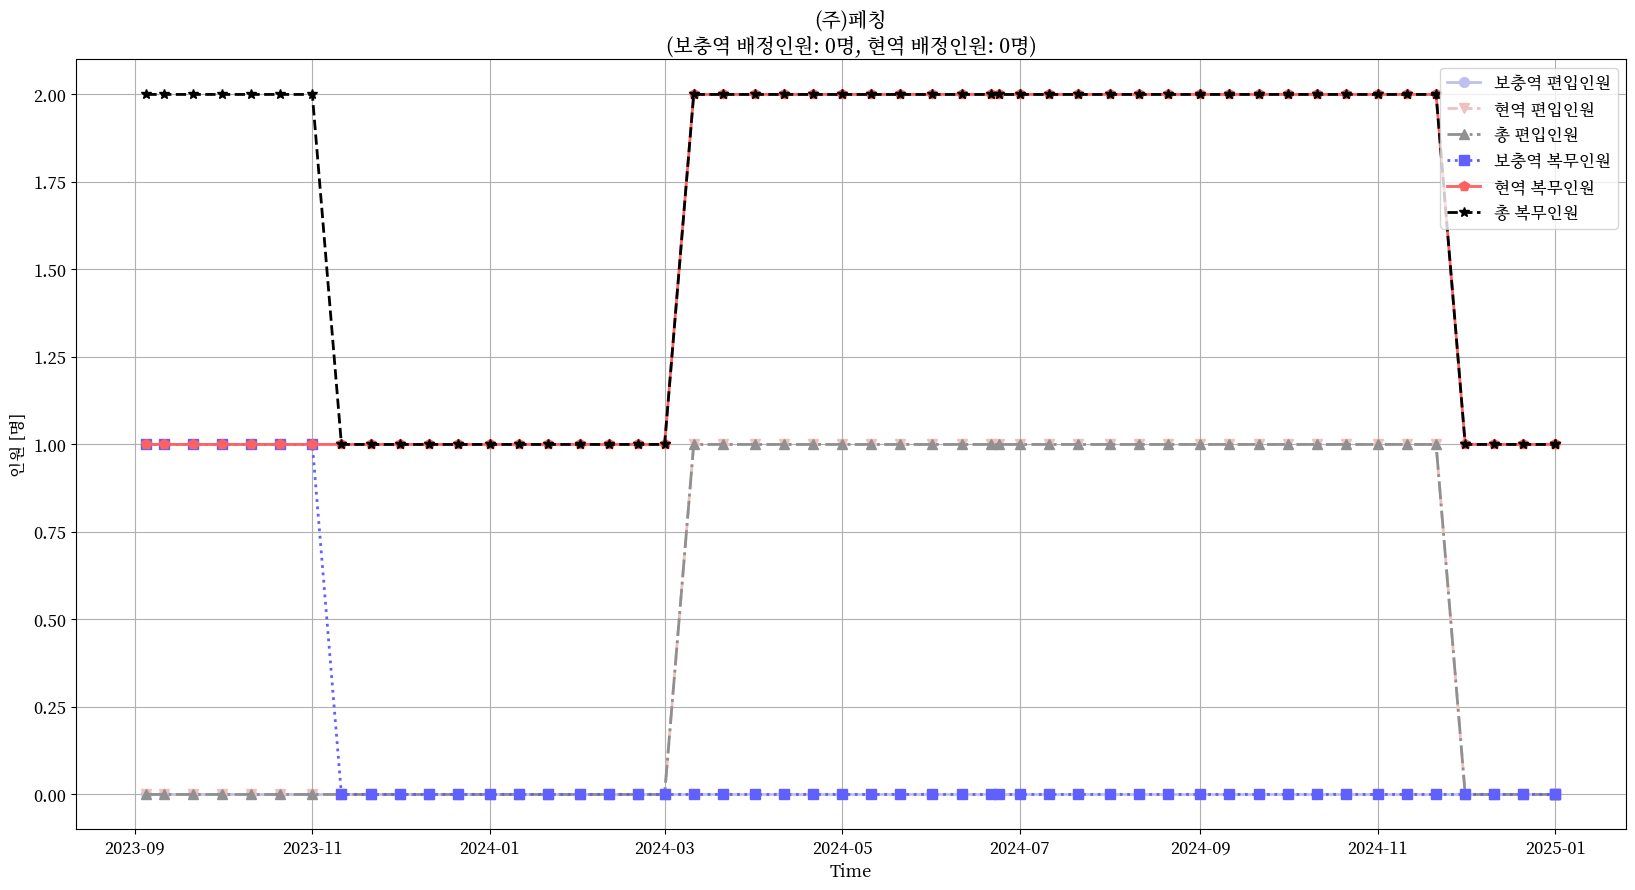 (주)페칭
(보충역 배정인원: 0명, 현역 배정인원: 0명)
보충역 편입인원
현역 편입인원
총 편입인원
보충역 복무인원
현역 복무인원
총 복무인원
인원 [명]
2.00
1.75
1.50
1.25
1.00
0.75
0.50
0.25
0.00
2023-09 2023-11 2024-01 2024-03 2024-05 2024-07 2024-09 2024-11 2025-01
Time